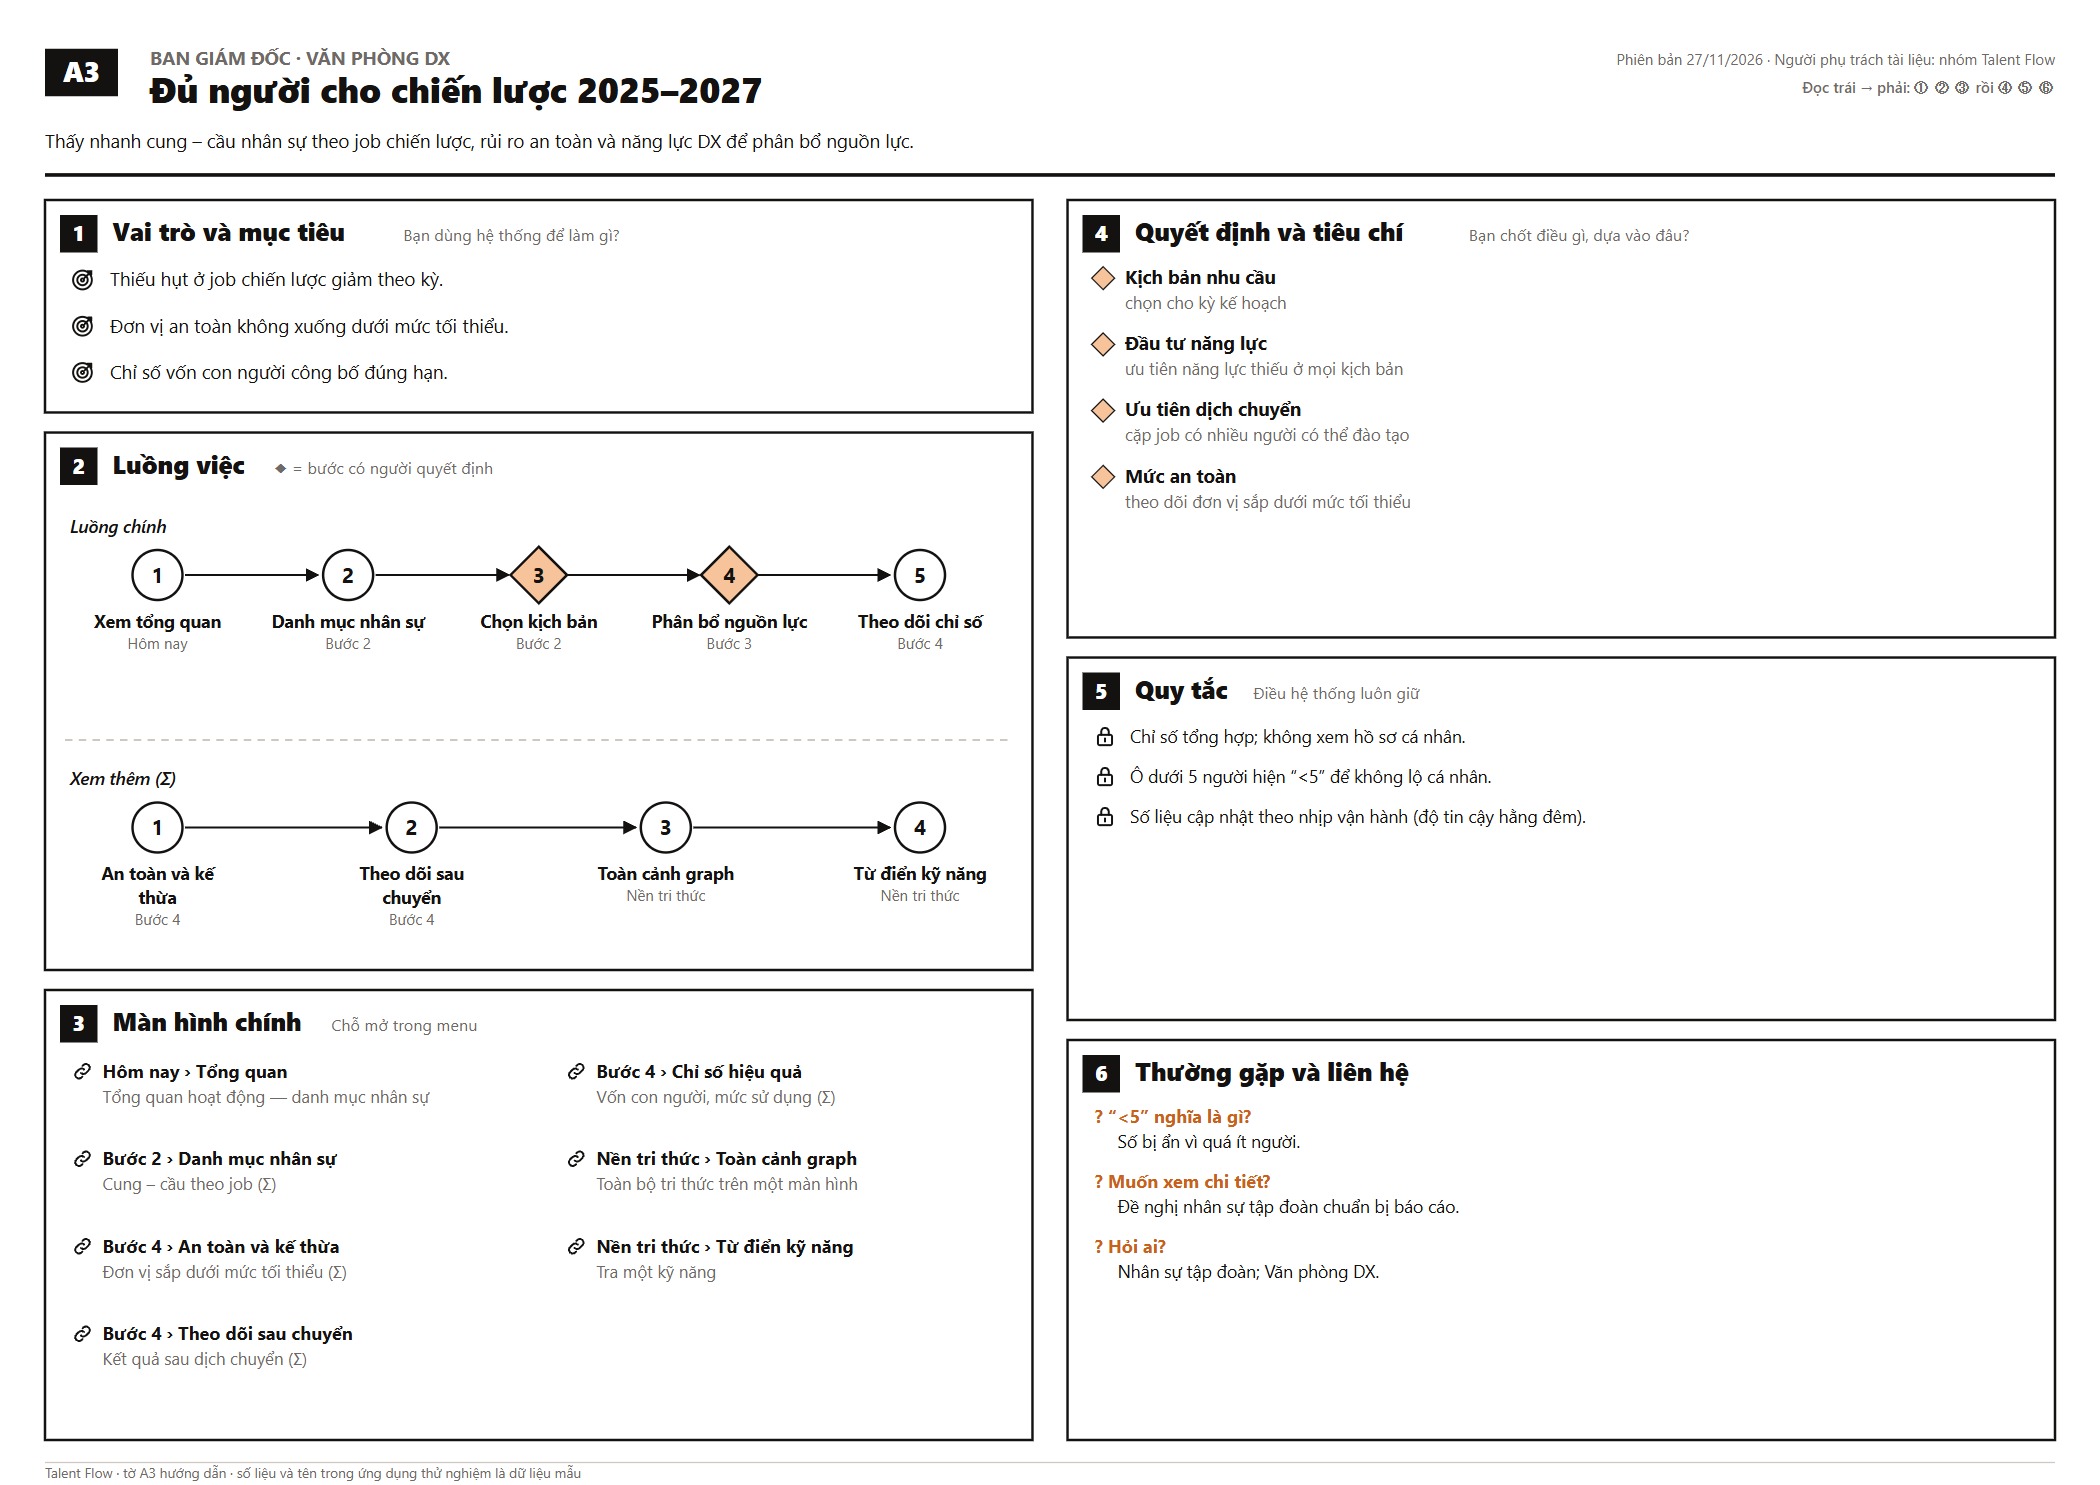 A3
BAN GIÁM ĐỐC · VĂN PHÒNG DX
Đủ người cho chiến lược 2025–2027
Phiên bản 27/11/2026 · Người phụ trách tài liệu: nhóm Talent Flow
Đọc trái → phải: ① ② ③ rồi ④ ⑤ ⑥
Thấy nhanh cung – cầu nhân sự theo job chiến lược, rủi ro an toàn và năng lực DX để phân bổ nguồn lực.
1 Vai trò và mục tiêu Bạn dùng hệ thống để làm gì?
Thiếu hụt ở job chiến lược giảm theo kỳ.
Đơn vị an toàn không xuống dưới mức tối thiểu.
Chỉ số vốn con người công bố đúng hạn.
2 Luồng việc ◆ = bước có người quyết định
Luồng chính
1 2 3 4 5
Xem tổng quan Danh mục nhân sự Chọn kịch bản Phân bổ nguồn lực Theo dõi chỉ số
Hôm nay Bước 2 Bước 2 Bước 3 Bước 4
Xem thêm (Σ)
1 2 3 4
An toàn và kế Theo dõi sau Toàn cảnh graph Từ điển kỹ năng
thừa chuyển Nền tri thức Nền tri thức
Bước 4 Bước 4
3 Màn hình chính Chỗ mở trong menu
Hôm nay › Tổng quan
Tổng quan hoạt động — danh mục nhân sự
Bước 2 › Danh mục nhân sự
Cung – cầu theo job (Σ)
Bước 4 › An toàn và kế thừa
Đơn vị sắp dưới mức tối thiểu (Σ)
Bước 4 › Theo dõi sau chuyển
Kết quả sau dịch chuyển (Σ)
Bước 4 › Chỉ số hiệu quả
Vốn con người, mức sử dụng (Σ)
Nền tri thức › Toàn cảnh graph
Toàn bộ tri thức trên một màn hình
Nền tri thức › Từ điển kỹ năng
Tra một kỹ năng
4 Quyết định và tiêu chí Bạn chốt điều gì, dựa vào đâu?
Kịch bản nhu cầu
chọn cho kỳ kế hoạch
Đầu tư năng lực
ưu tiên năng lực thiếu ở mọi kịch bản
Ưu tiên dịch chuyển
cặp job có nhiều người có thể đào tạo
Mức an toàn
theo dõi đơn vị sắp dưới mức tối thiểu
5 Quy tắc Điều hệ thống luôn giữ
Chỉ số tổng hợp; không xem hồ sơ cá nhân.
Ô dưới 5 người hiện “<5” để không lộ cá nhân.
Số liệu cập nhật theo nhịp vận hành (độ tin cậy hằng đêm).
6 Thường gặp và liên hệ
? “<5” nghĩa là gì?
Số bị ẩn vì quá ít người.
? Muốn xem chi tiết?
Đề nghị nhân sự tập đoàn chuẩn bị báo cáo.
? Hỏi ai?
Nhân sự tập đoàn; Văn phòng DX.
Talent Flow · tờ A3 hướng dẫn · số liệu và tên trong ứng dụng thử nghiệm là dữ liệu mẫu